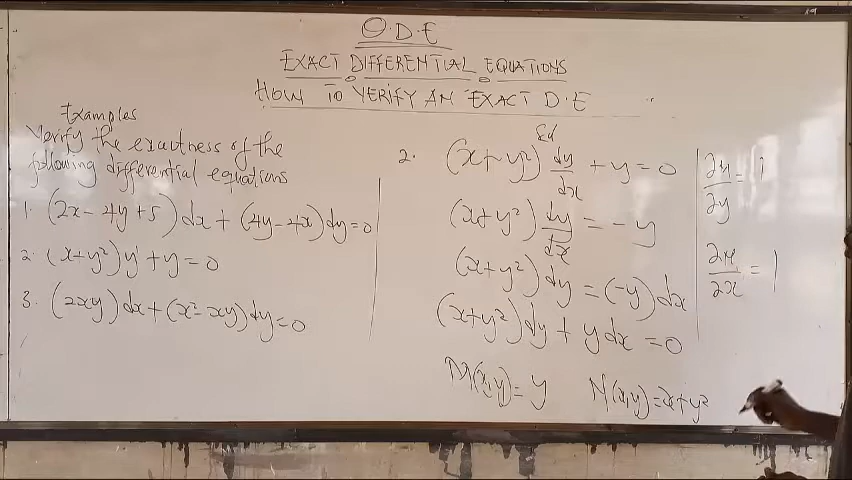 O.D.E
EXACT DIFFERENTIAL EQUATIONS
HOW TO VERIFY AN EXACT D.E
Examples
Verify the exactness of the
following differential equations
1. (2x - 4y + 5)dx + (4y - 4x)dy = 0
2. (x + y²)y' + y = 0
3. (2xy)dx + (x² - xy)dy = 0
2. (x + y²) dy/dx + y = 0
(x + y²) dy/dx = - y
(x + y²) dy = (-y) dx
(x + y²) dy + y dx = 0
M(x,y) = y N(x,y) = x + y²
∂M/∂y = 1
∂N/∂x = 1